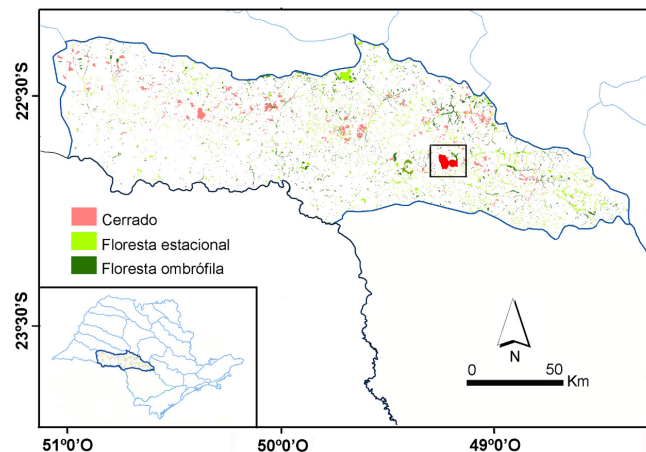 22°30'S
Cerrado
Floresta estacional
Floresta ombrófila
23°30'S
N
0
50
Km
51°0'O
50°0'O
49°0'O